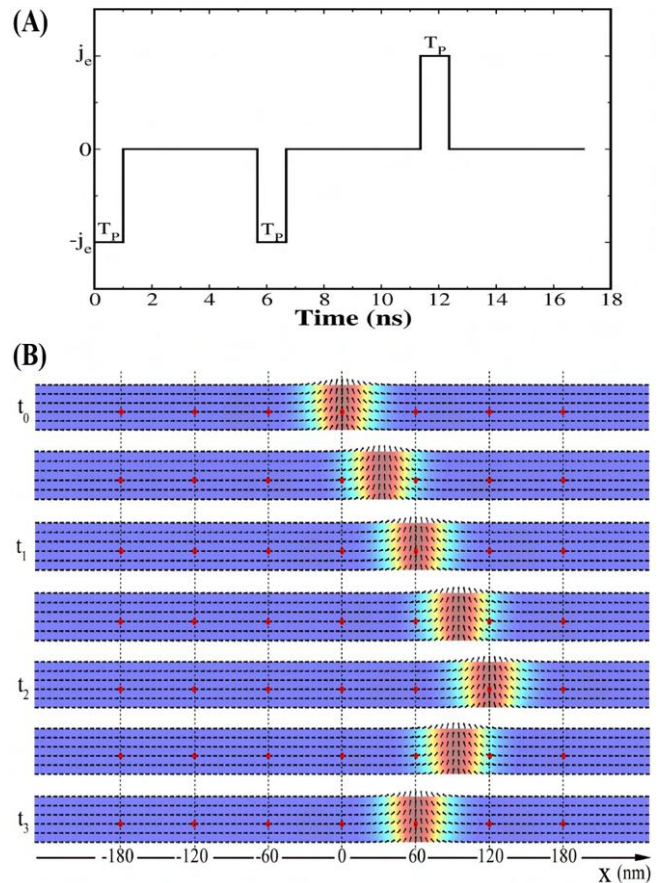 (A)
j_e
0
-j_e
T_P
T_P
T_P
0 2 4 6 8 10 12 14 16 18
Time (ns)
(B)
t_0
t_1
t_2
t_3
-180 -120 -60 0 60 120 180
X (nm)